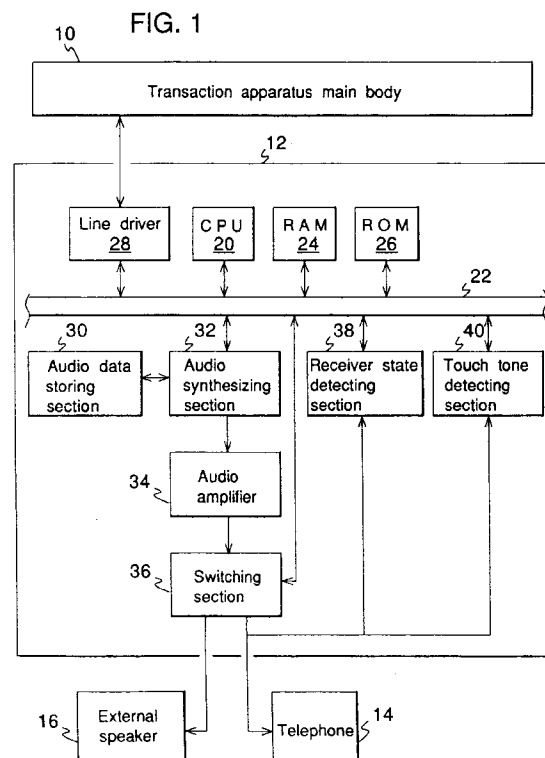 FIG. 1
10
Transaction apparatus main body
12
Line driver
28
CPU
20
RAM
24
ROM
26
22
30
Audio data
storing
section
32
Audio
synthesizing
section
38
Receiver state
detecting
section
40
Touch tone
detecting
section
34
Audio
amplifier
36
Switching
section
16
External
speaker
Telephone
14